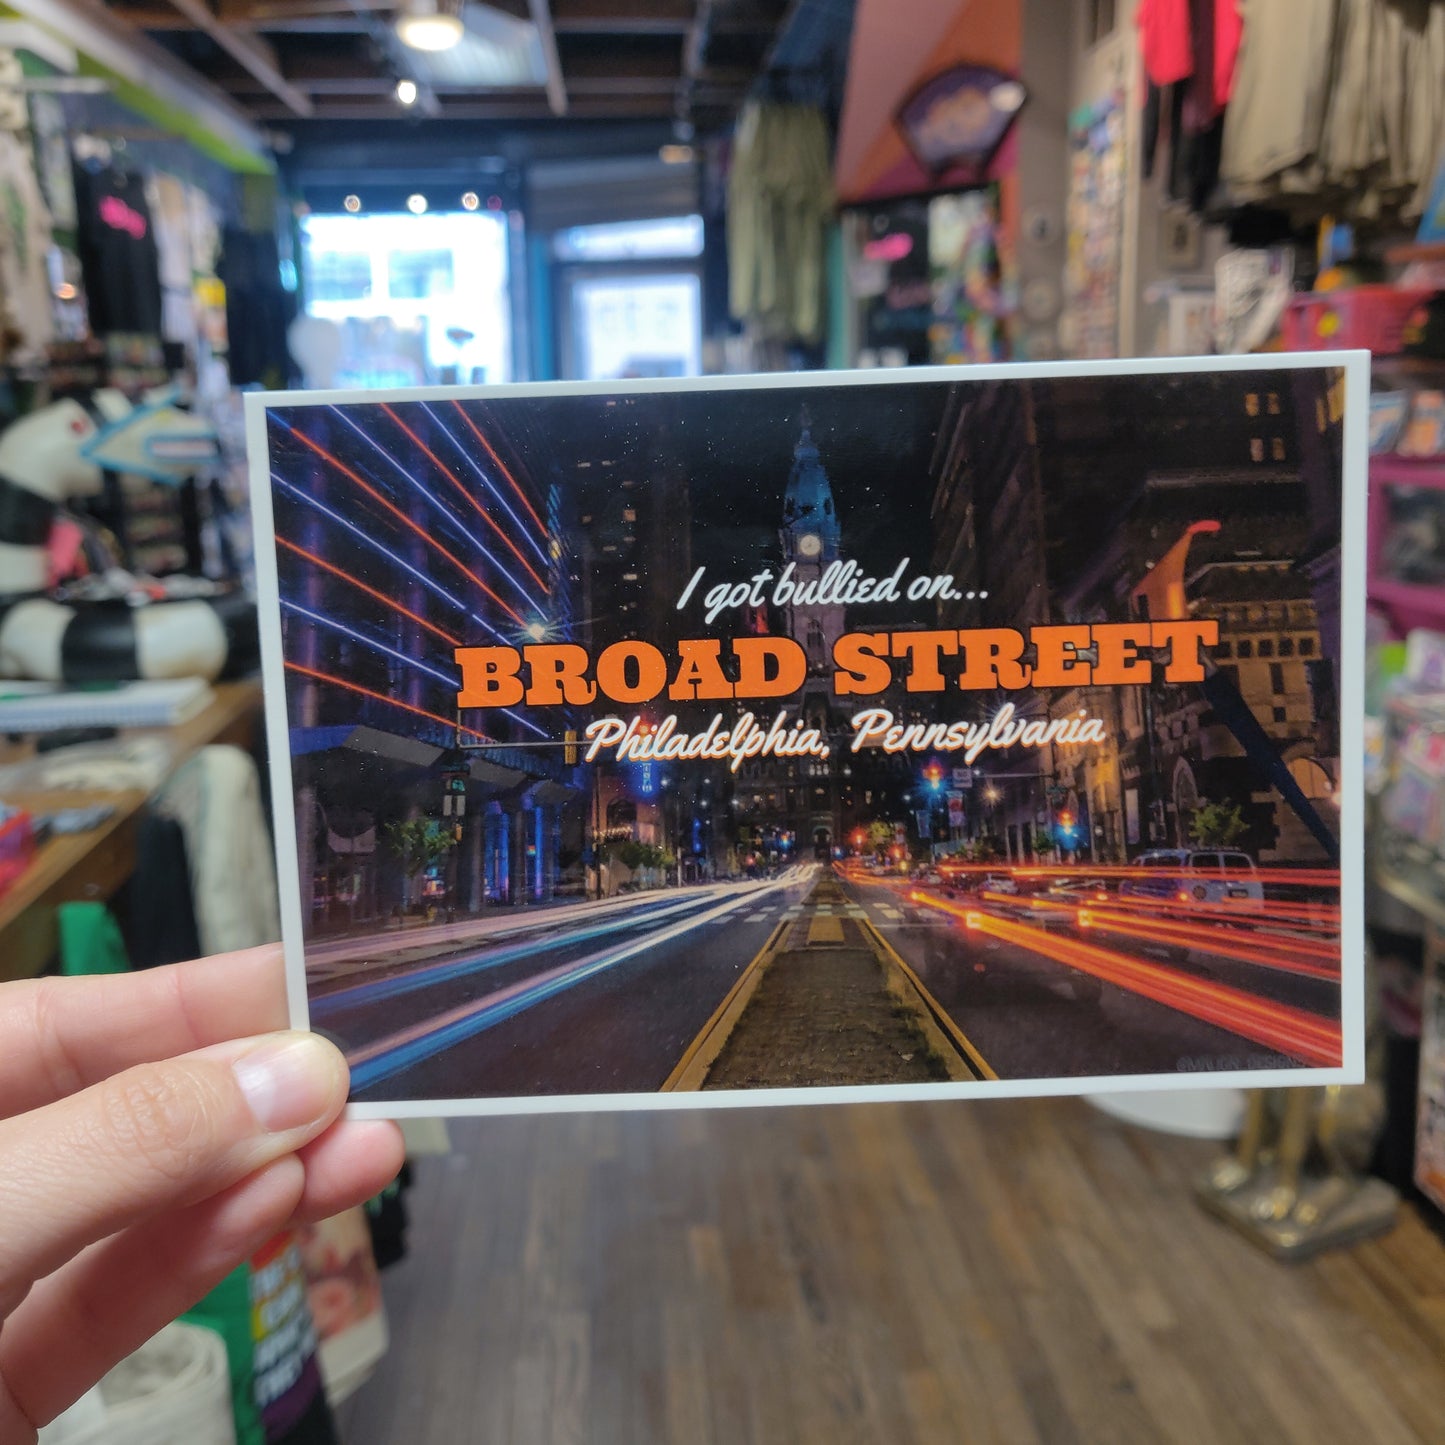 I got bullied on...
BROAD STREET
Philadelphia, Pennsylvania